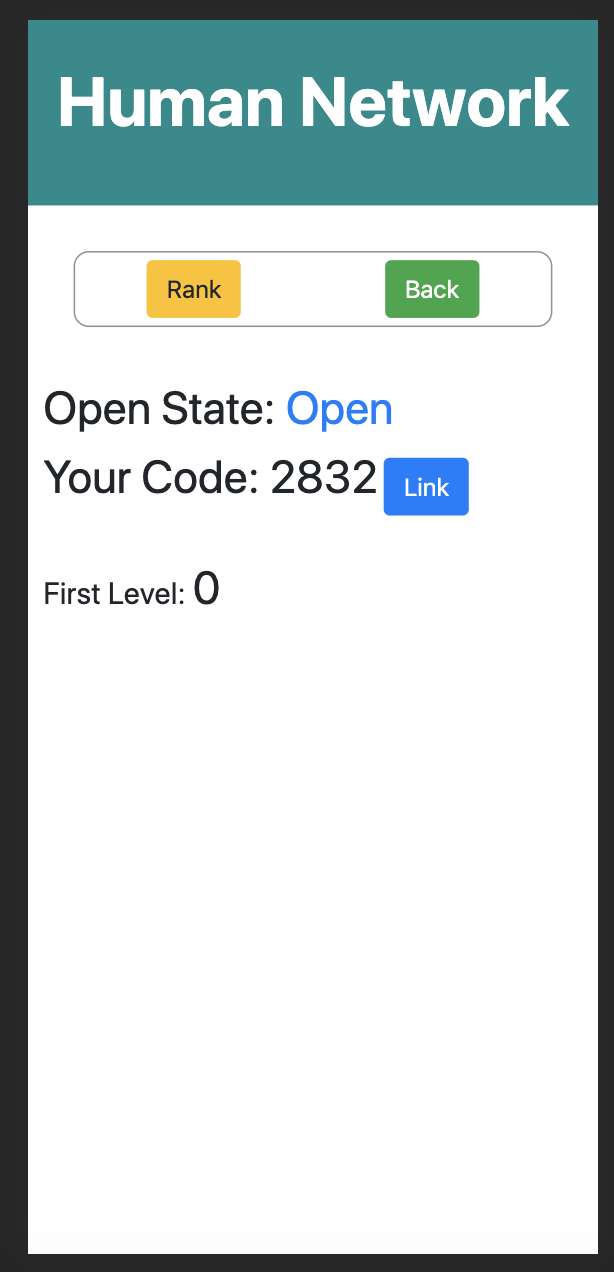 Human Network
Rank Back
Open State: Open
Your Code: 2832 Link
First Level: 0